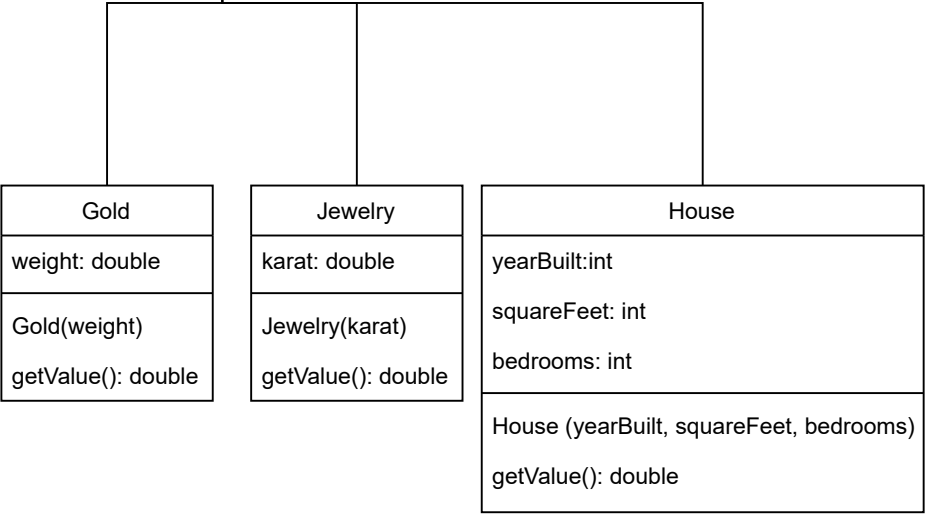 Gold
weight: double
Gold(weight)
getValue(): double
Jewelry
karat: double
Jewelry(karat)
getValue(): double
House
yearBuilt:int
squareFeet: int
bedrooms: int
House (yearBuilt, squareFeet, bedrooms)
getValue(): double